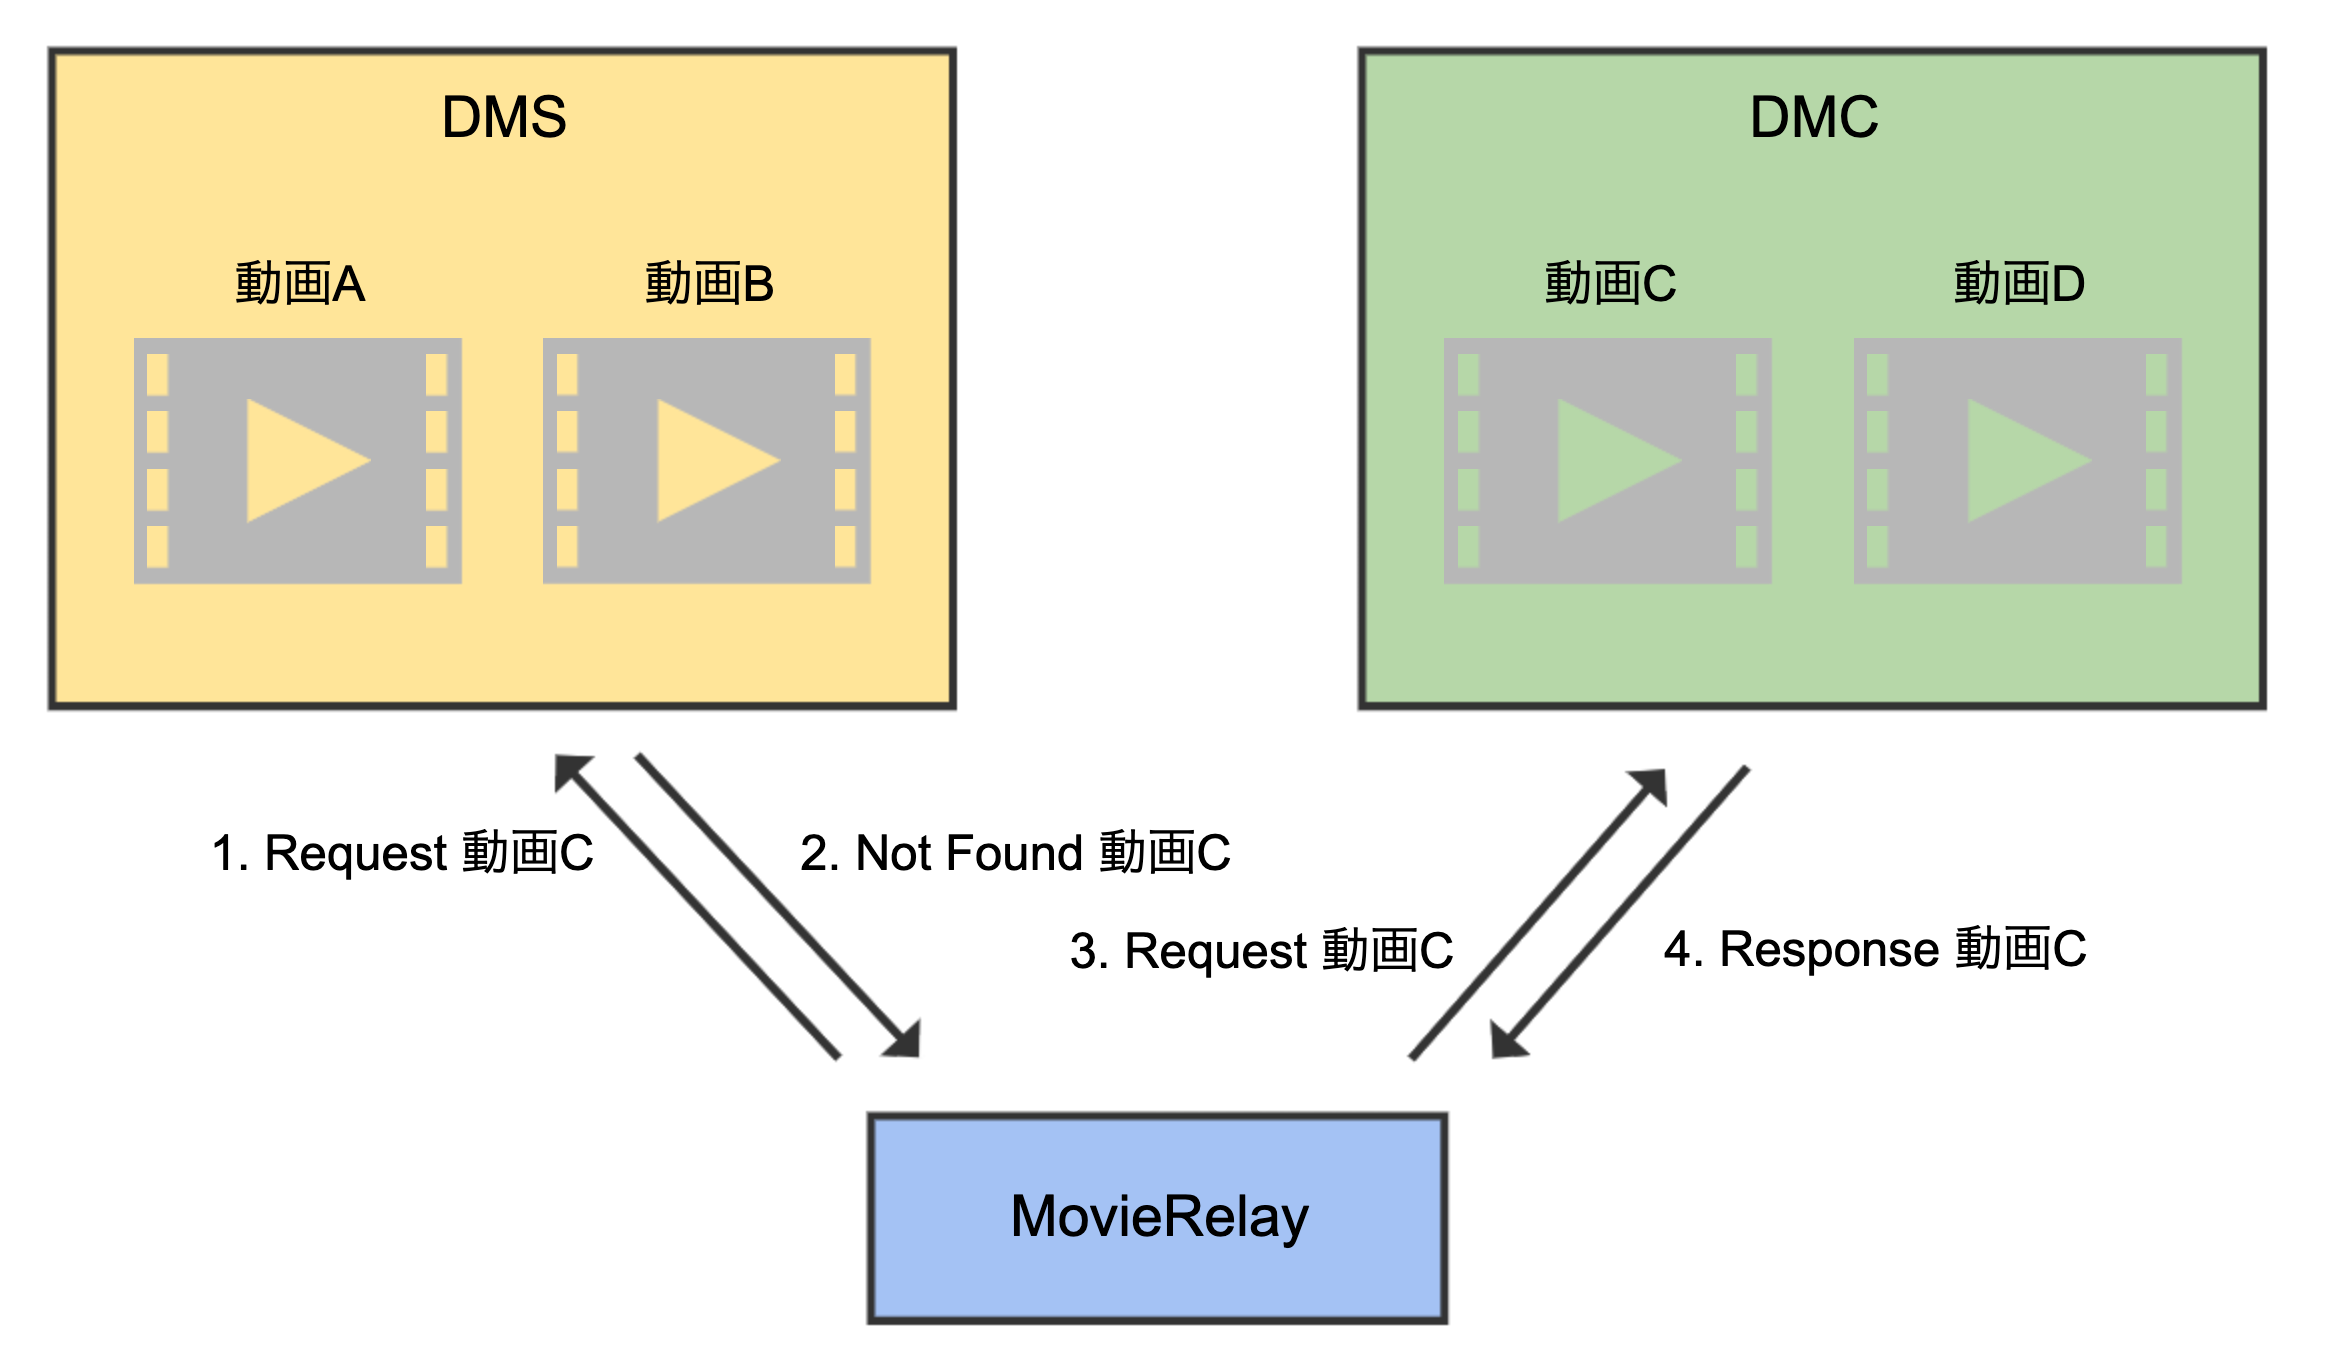 DMS
動画A
動画B
DMC
動画C
動画D
1. Request 動画C
2. Not Found 動画C
3. Request 動画C
4. Response 動画C
MovieRelay